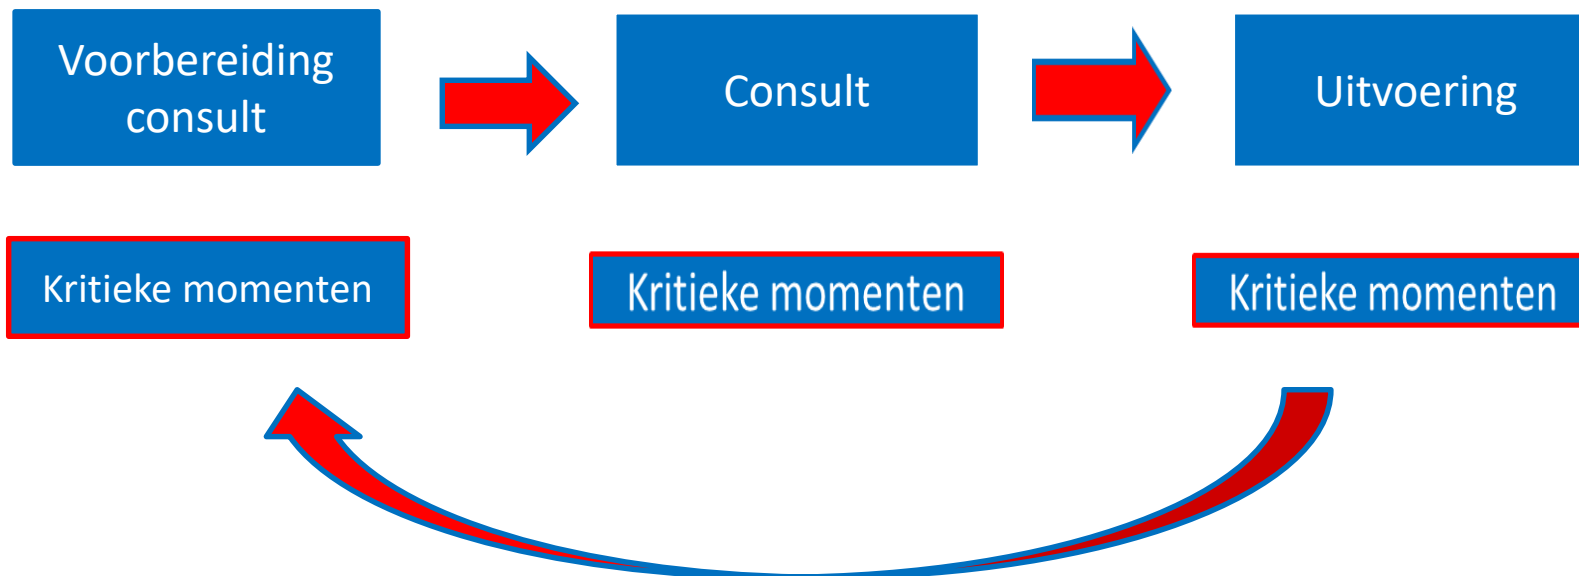 Voorbereiding
consult
Consult
Uitvoering
Kritieke momenten
Kritieke momenten
Kritieke momenten